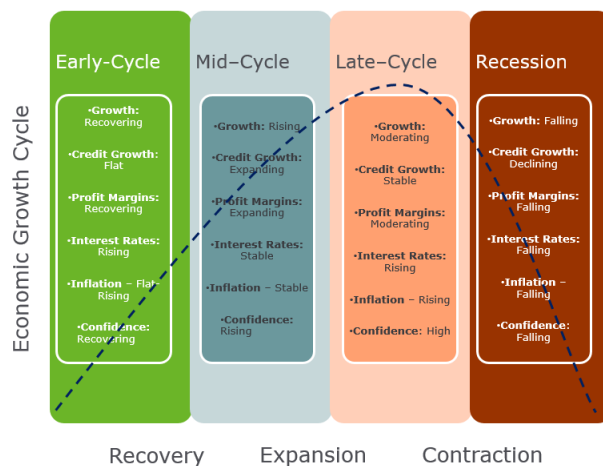 Economic Growth Cycle
Early-Cycle
•Growth:
Recovering
•Credit Growth:
Flat
•Profit Margins:
Recovering
•Interest Rates:
Rising
•Inflation – Flat-
Rising
•Confidence:
Recovering
Mid–Cycle
•Growth: Rising
•Credit Growth:
Expanding
•Profit Margins:
Expanding
•Interest Rates:
Stable
•Inflation – Stable
•Confidence:
Rising
Late–Cycle
•Growth:
Moderating
•Credit Growth:
Stable
•Profit Margins:
Moderating
•Interest Rates:
Rising
•Inflation – Rising
•Confidence: High
Recession
•Growth: Falling
•Credit Growth:
Declining
•Profit Margins:
Falling
•Interest Rates:
Falling
•Inflation –
Falling
•Confidence:
Falling
Recovery
Expansion
Contraction